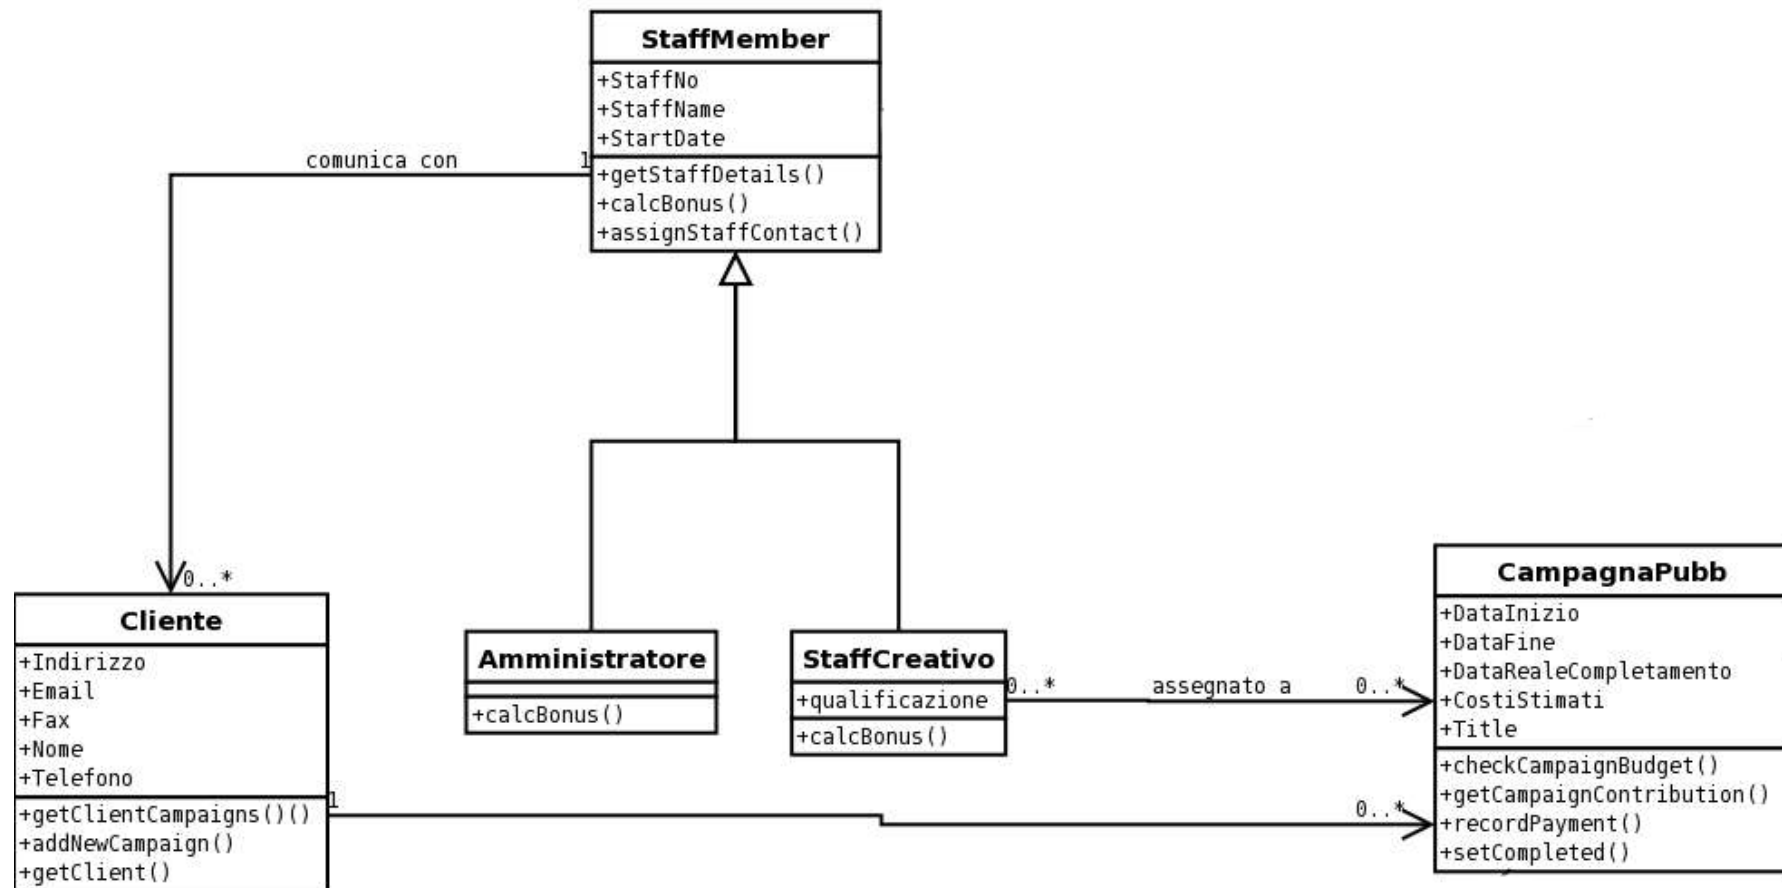 StaffMember
+StaffNo
+StaffName
+StartDate
+getStaffDetails()
+calcBonus()
+assignStaffContact()
comunica con
1
0..*
Cliente
+Indirizzo
+Email
+Fax
+Nome
+Telefono
+getClientCampaigns()()
+addNewCampaign()
+getClient()
Amministratore
+calcBonus()
StaffCreativo
+qualificazione
+calcBonus()
0..*
assegnato a
0..*
1
0..*
CampagnaPubb
+DataInizio
+DataFine
+DataRealeCompletamento
+CostiStimati
+Title
+checkCampaignBudget()
+getCampaignContribution()
+recordPayment()
+setCompleted()